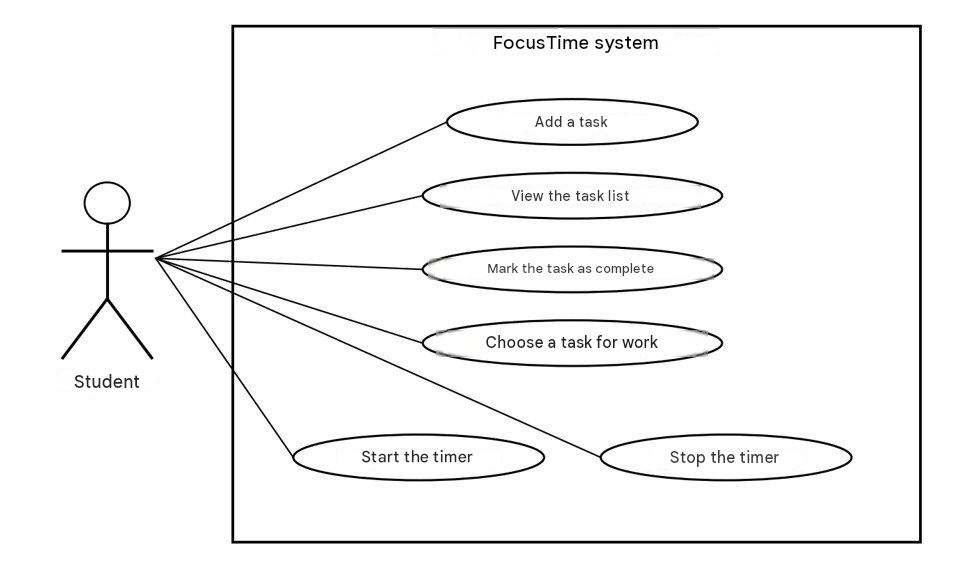 FocusTime system
Add a task
View the task list
Mark the task as complete
Choose a task for work
Student
Start the timer
Stop the timer